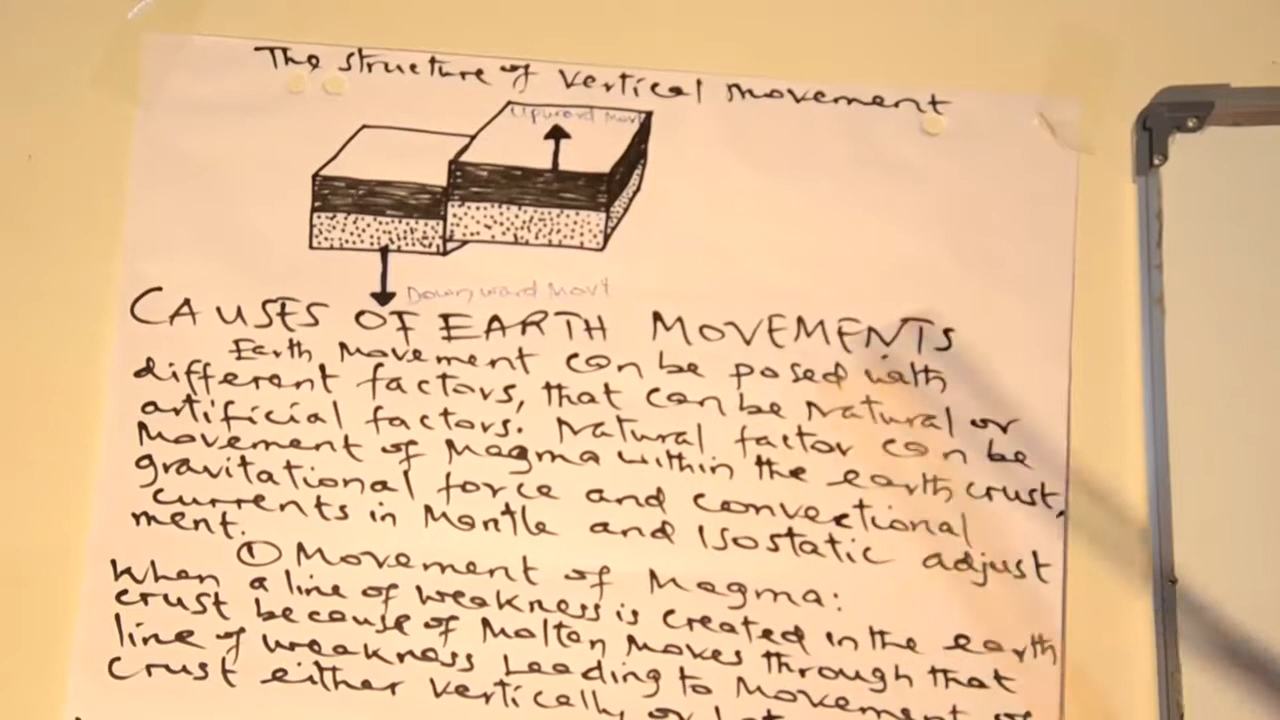 The structure of vertical movement
Upward Mov
Downward Mov't
CAUSES OF EARTH MOVEMENTS
Earth Movement can be posed with
different factors, that can be Natural or
artificial factors. Natural factor can be
Movement of Magma within the earth crust,
gravitational force and convectional
currents in Mantle and Isostatic adjust
ment.
① Movement of Magma:
When a line of weakness is created in the earth
crust because of Molten Moves through that
line of weakness Leading to Movement of
Crust either vertically or